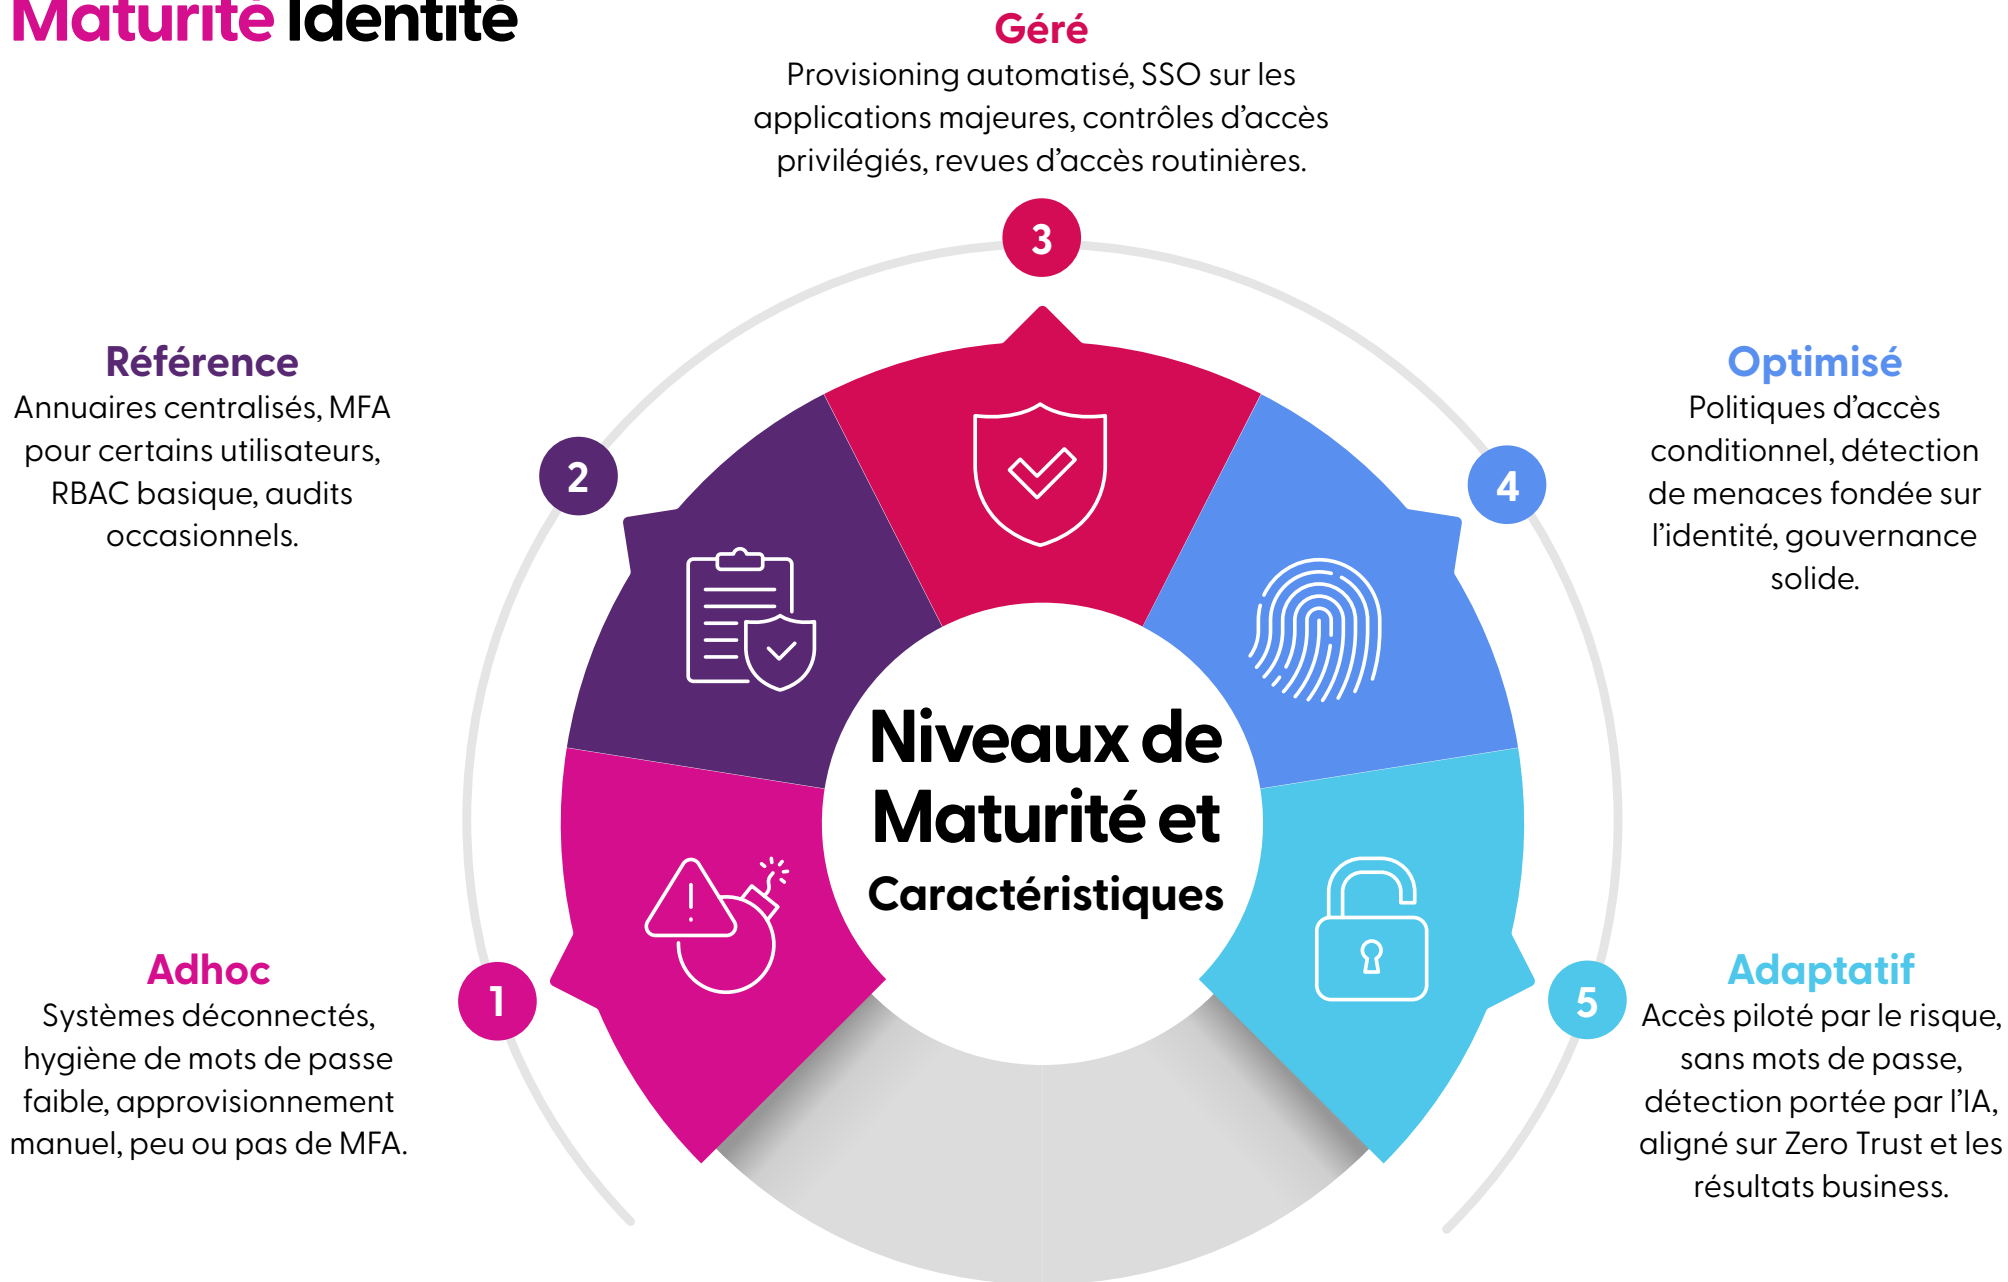 Maturité Identité
Géré
Provisioning automatisé, SSO sur les
applications majeures, contrôles d’accès
privilégiés, revues d’accès routinières.
3
Référence
Annuaires centralisés, MFA
pour certains utilisateurs,
RBAC basique, audits
occasionnels.
2
Optimisé
Politiques d’accès
conditionnel, détection
de menaces fondée sur
l’identité, gouvernance
solide.
4
Niveaux de
Maturité et
Caractéristiques
Adhoc
Systèmes déconnectés,
hygiène de mots de passe
faible, approvisionnement
manuel, peu ou pas de MFA.
1
Adaptatif
Accès piloté par le risque,
sans mots de passe,
détection portée par l’IA,
aligné sur Zero Trust et les
résultats business.
5